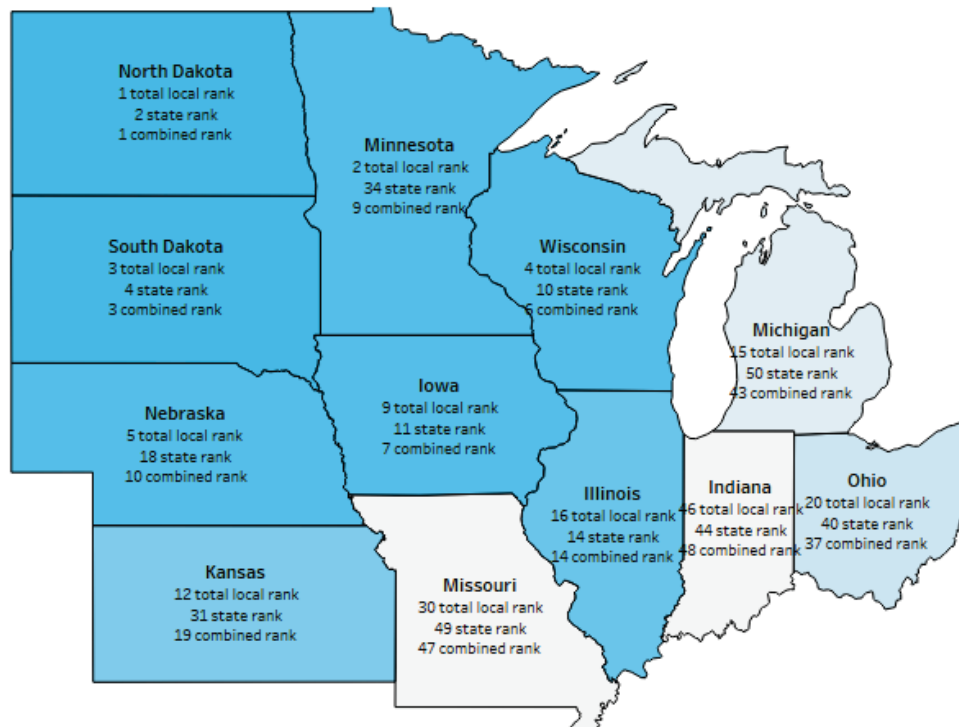 North Dakota
1 total local rank
2 state rank
1 combined rank
Minnesota
2 total local rank
34 state rank
9 combined rank
South Dakota
3 total local rank
4 state rank
3 combined rank
Wisconsin
4 total local rank
10 state rank
6 combined rank
Michigan
15 total local rank
50 state rank
43 combined rank
Nebraska
5 total local rank
18 state rank
10 combined rank
Iowa
9 total local rank
11 state rank
7 combined rank
Illinois
16 total local rank
14 state rank
14 combined rank
Indiana
46 total local rank
44 state rank
48 combined rank
Ohio
20 total local rank
40 state rank
37 combined rank
Kansas
12 total local rank
31 state rank
19 combined rank
Missouri
30 total local rank
49 state rank
47 combined rank